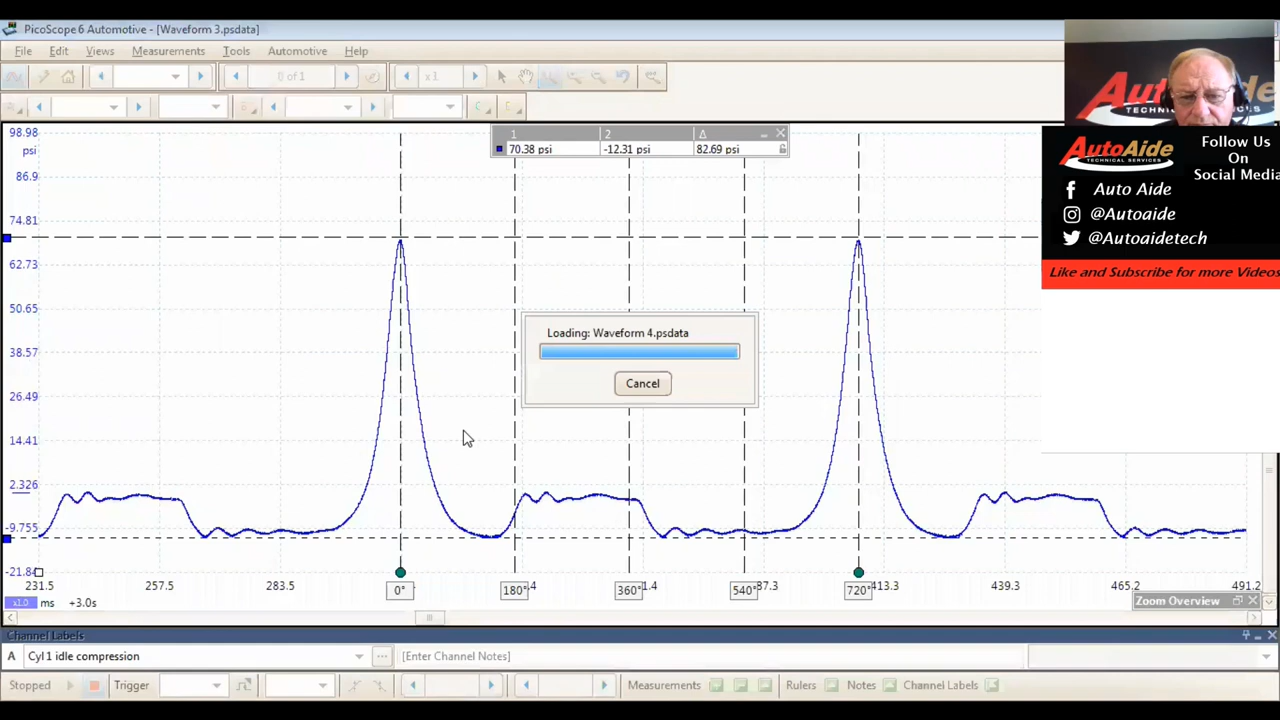 PicoScope 6 Automotive - [Waveform 3.psdata]
File Edit Views Measurements Tools Automotive Help
0 of 1
x1
1 2 Δ
70.38 psi -12.31 psi 82.69 psi
98.98
psi
86.9
74.81
62.73
50.65
38.57
26.49
14.41
2.326
-9.755
-21.84
Loading: Waveform 4.psdata
Cancel
AutoAide
TECHNICAL SERVICES
Follow Us
On
Social Media
Auto Aide
@Autoaide
@Autoaidetech
Like and Subscribe for more Videos
231.5 257.5 283.5 0° 180° 360° 540° 720° 413.3 439.3 465.2 491.2
x1.0 ms +3.0s
Zoom Overview
Channel Labels
A Cyl 1 idle compression [Enter Channel Notes]
Stopped Trigger Measurements Rulers Notes Channel Labels